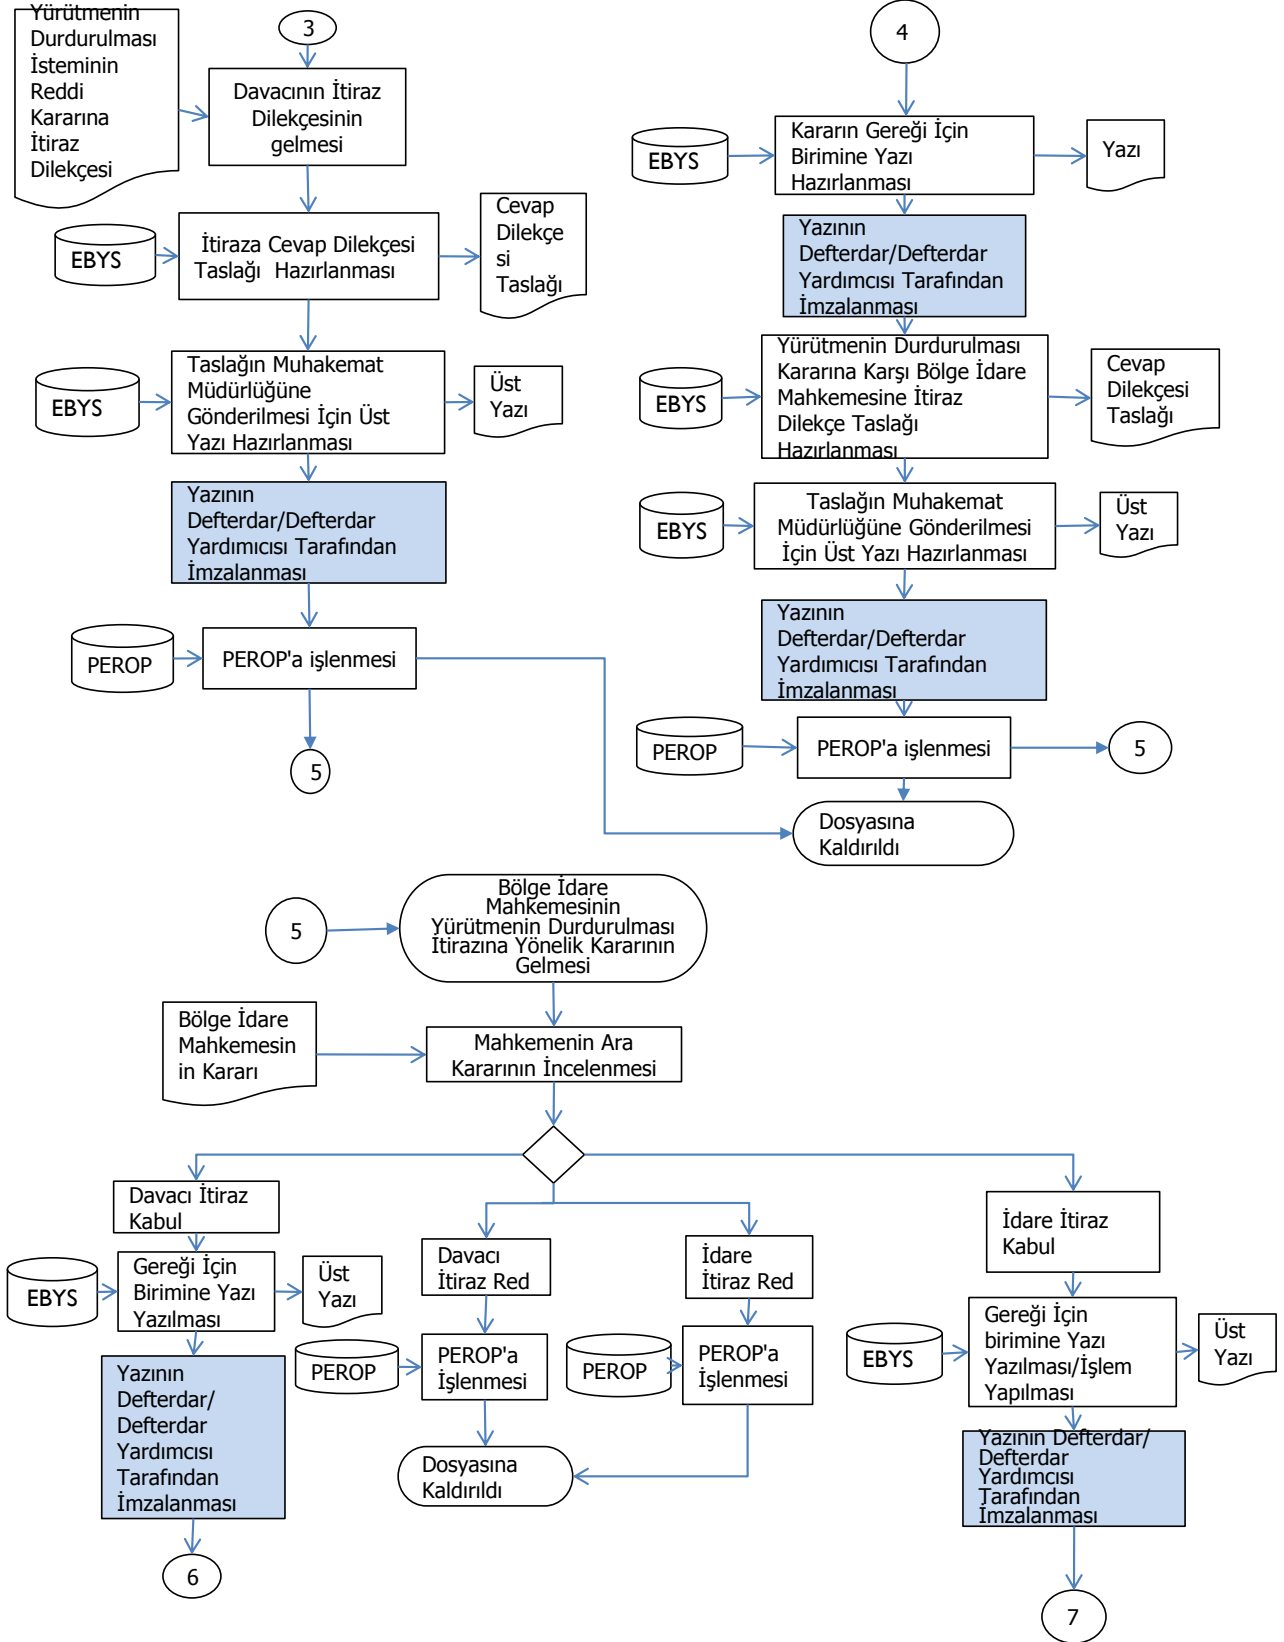 Yürütmenin
Durdurulması
İsteminin
Reddi
Kararına
İtiraz
Dilekçesi
3
Davacının İtiraz
Dilekçesinin
gelmesi
EBYS
İtiraza Cevap Dilekçesi
Taslağı Hazırlanması
Cevap
Dilekçe
si
Taslağı
EBYS
Taslağın Muhakemat
Müdürlüğüne
Gönderilmesi İçin Üst
Yazı Hazırlanması
Üst
Yazı
Yazının
Defterdar/Defterdar
Yardımıcısı Tarafından
İmzalanması
PEROP
PEROP'a işlenmesi
5
4
EBYS
Kararın Gereği İçin
Birimine Yazı
Hazırlanması
Yazı
Yazının
Defterdar/Defterdar
Yardımcısı Tarafından
İmzalanması
EBYS
Yürütmenin Durdurulması
Kararına Karşı Bölge İdare
Mahkemesine İtiraz
Dilekçe Taslağı
Hazırlanması
Cevap
Dilekçesi
Taslağı
EBYS
Taslağın Muhakemat
Müdürlüğüne Gönderilmesi
İçin Üst Yazı Hazırlanması
Üst
Yazı
Yazının
Defterdar/Defterdar
Yardımıcısı Tarafından
İmzalanması
PEROP
PEROP'a işlenmesi
5
Dosyasına
Kaldırıldı
5
Bölge İdare
Mahkemesinin
Yürütmenin Durdurulması
İtirazına Yönelik Kararının
Gelmesi
Bölge İdare
Mahkemesin
in Kararı
Mahkemenin Ara
Kararının İncelenmesi
Davacı İtiraz
Kabul
EBYS
Gereği İçin
Birimine Yazı
Yazılması
Üst
Yazı
Yazının
Defterdar/
Defterdar
Yardımcısı
Tarafından
İmzalanması
6
Davacı
İtiraz Red
PEROP
PEROP'a
İşlenmesi
İdare
İtiraz Red
PEROP
PEROP'a
İşlenmesi
Dosyasına
Kaldırıldı
İdare İtiraz
Kabul
EBYS
Gereği İçin
birimine Yazı
Yazılması/İşlem
Yapılması
Üst
Yazı
Yazının Defterdar/
Defterdar
Yardımcısı
Tarafından
İmzalanması
7